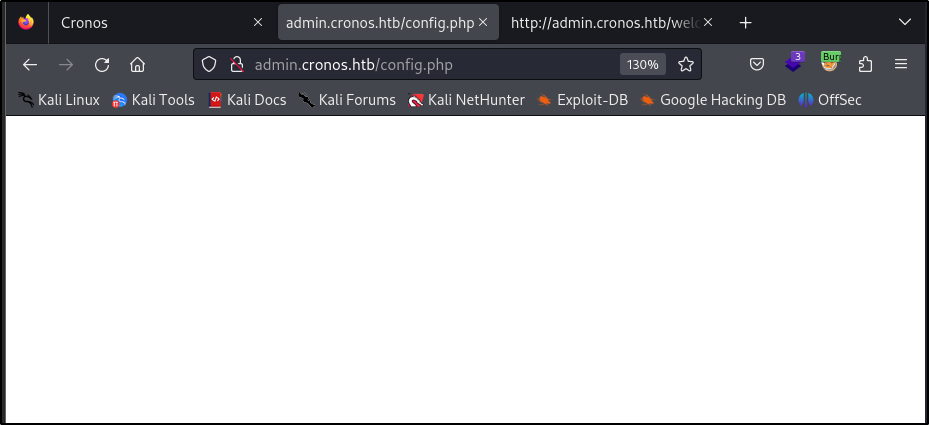 Cronos admin.cronos.htb/config.php http://admin.cronos.htb/welc
admin.cronos.htb/config.php 130% 3 Bur
Kali Linux Kali Tools Kali Docs Kali Forums Kali NetHunter Exploit-DB Google Hacking DB OffSec